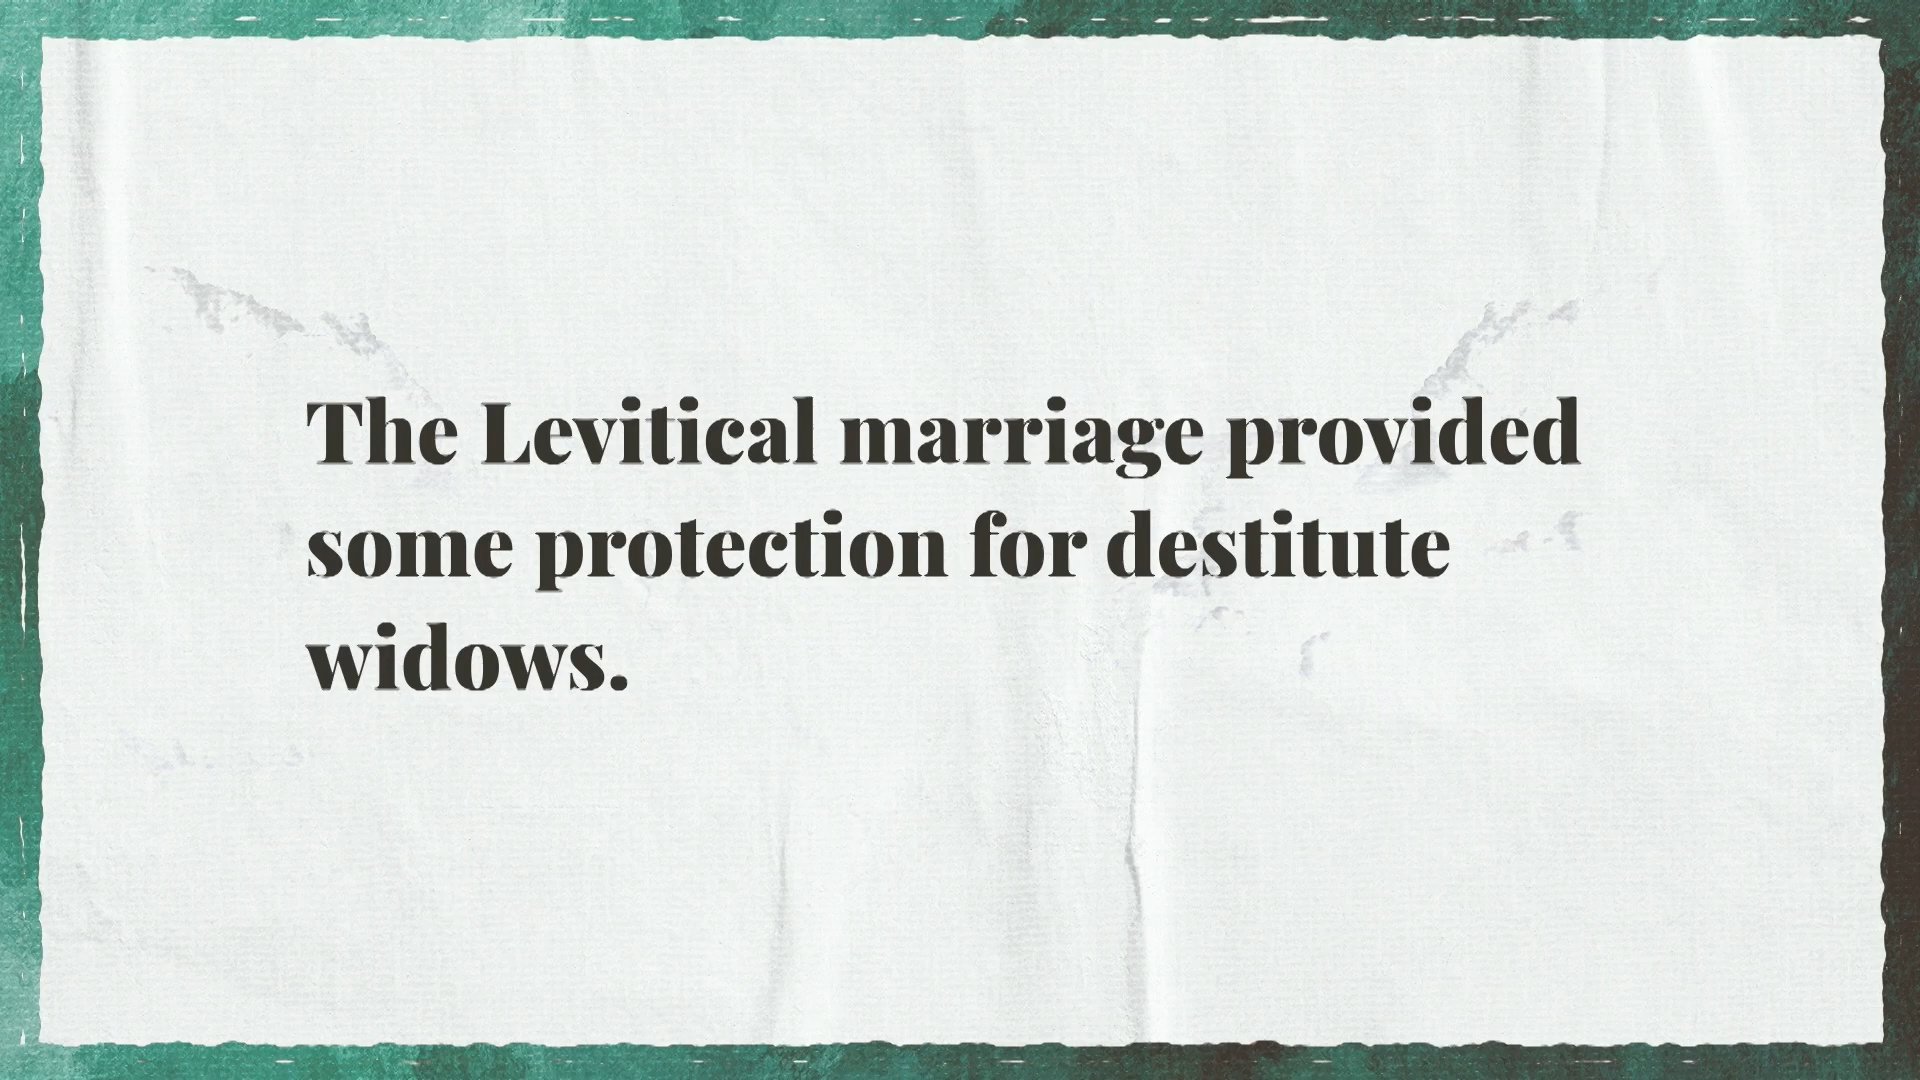 The Levitical marriage provided
some protection for destitute
widows.